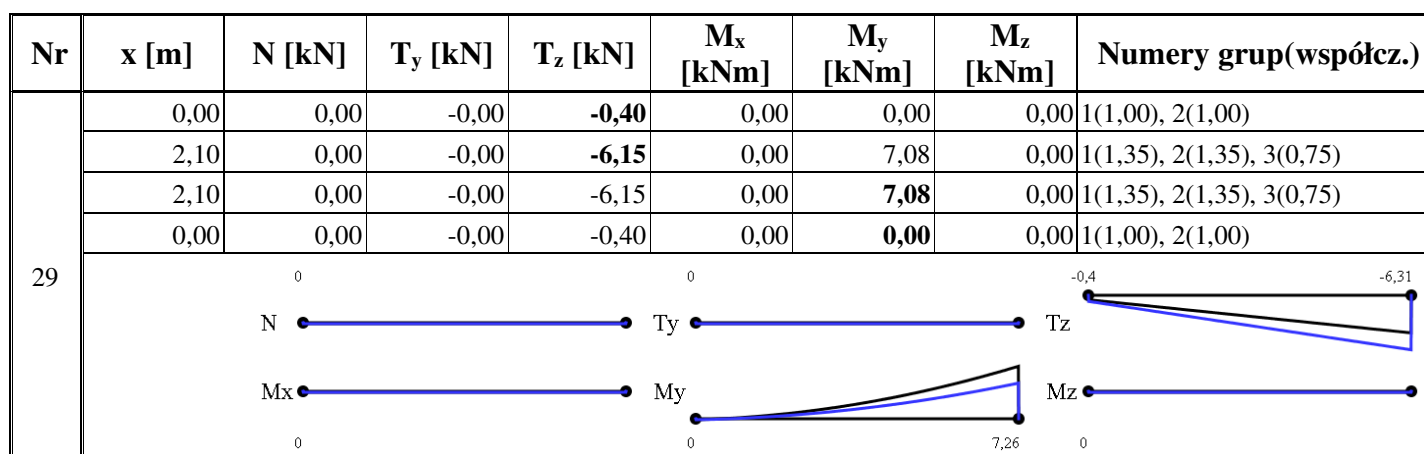 Nr x [m] N [kN] Ty [kN] Tz [kN] Mx [kNm] My [kNm] Mz [kNm] Numery grup(współcz.)
0,00 0,00 -0,00 -0,40 0,00 0,00 0,00 1(1,00), 2(1,00)
2,10 0,00 -0,00 -6,15 0,00 7,08 0,00 1(1,35), 2(1,35), 3(0,75)
2,10 0,00 -0,00 -6,15 0,00 7,08 0,00 1(1,35), 2(1,35), 3(0,75)
0,00 0,00 -0,00 -0,40 0,00 0,00 0,00 1(1,00), 2(1,00)
29 0 0 -0,4 -6,31
N Ty Tz
Mx My Mz
0 0 7,26 0